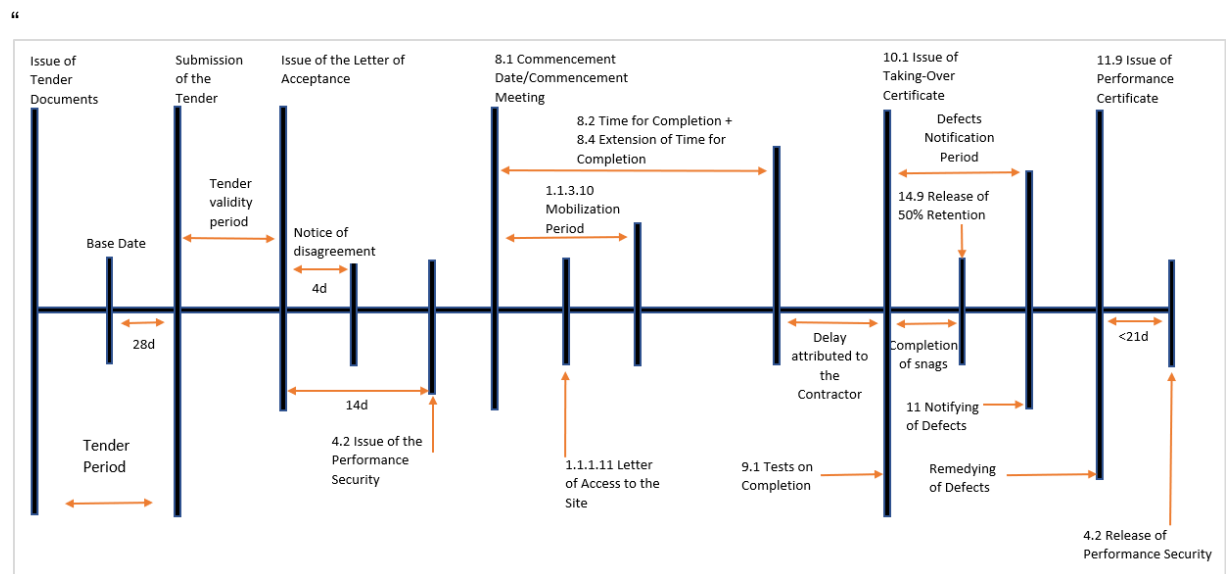 “
Issue of
Tender
Documents
Submission
of the
Tender
Issue of the Letter of
Acceptance
8.1 Commencement
Date/Commencement
Meeting
10.1 Issue of
Taking-Over
Certificate
11.9 Issue of
Performance
Certificate
8.2 Time for Completion +
8.4 Extension of Time for
Completion
Defects
Notification
Period
Tender
validity
period
1.1.3.10
Mobilization
Period
14.9 Release of
50% Retention
Base Date
Notice of
disagreement
4d
28d
14d
Delay
attributed to
the
Contractor
Completion
of snags
<21d
Tender
Period
4.2 Issue of the
Performance
Security
1.1.1.11 Letter
of Access to the
Site
9.1 Tests on
Completion
11 Notifying
of Defects
Remedying
of Defects
4.2 Release of
Performance Security